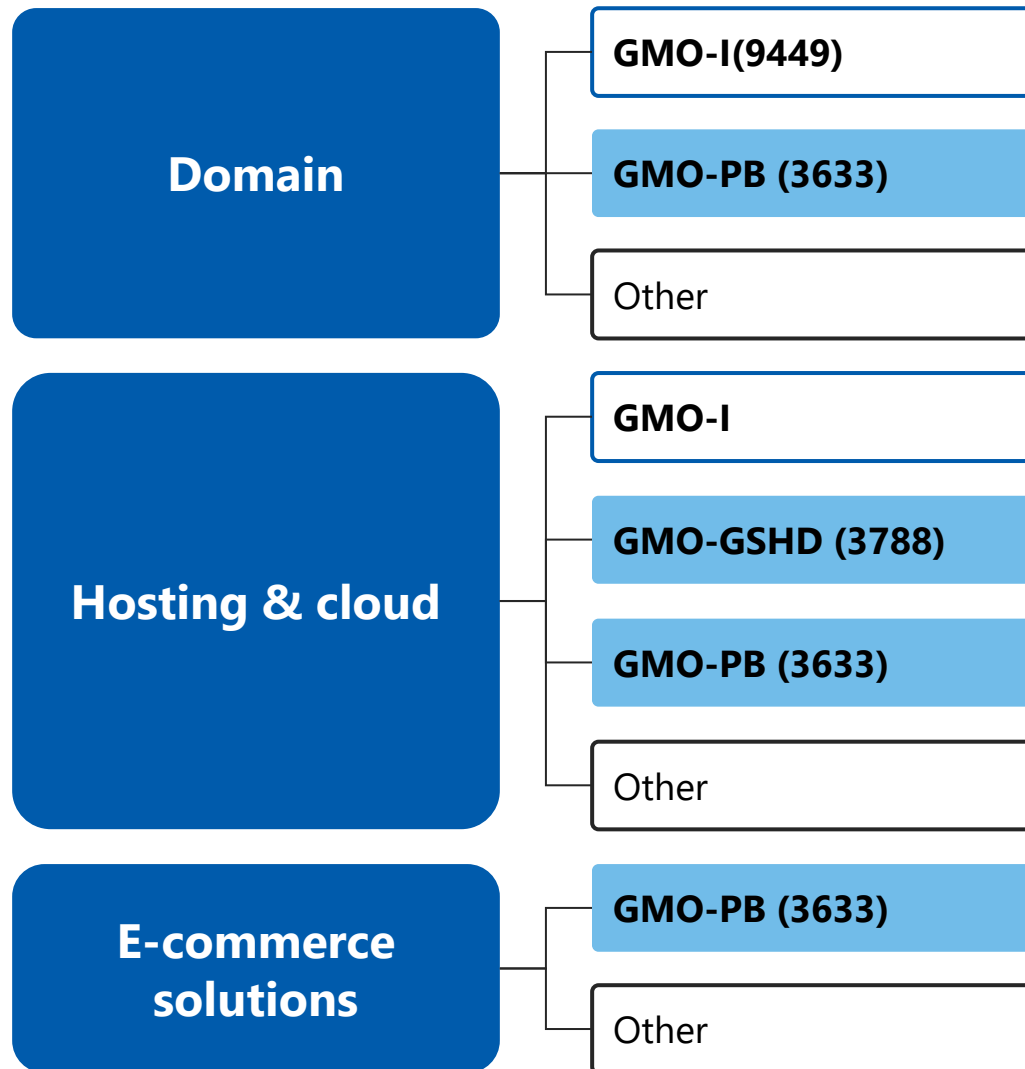 Domain
GMO-I(9449)
GMO-PB (3633)
Other
Hosting & cloud
GMO-I
GMO-GSHD (3788)
GMO-PB (3633)
Other
E-commerce
solutions
GMO-PB (3633)
Other